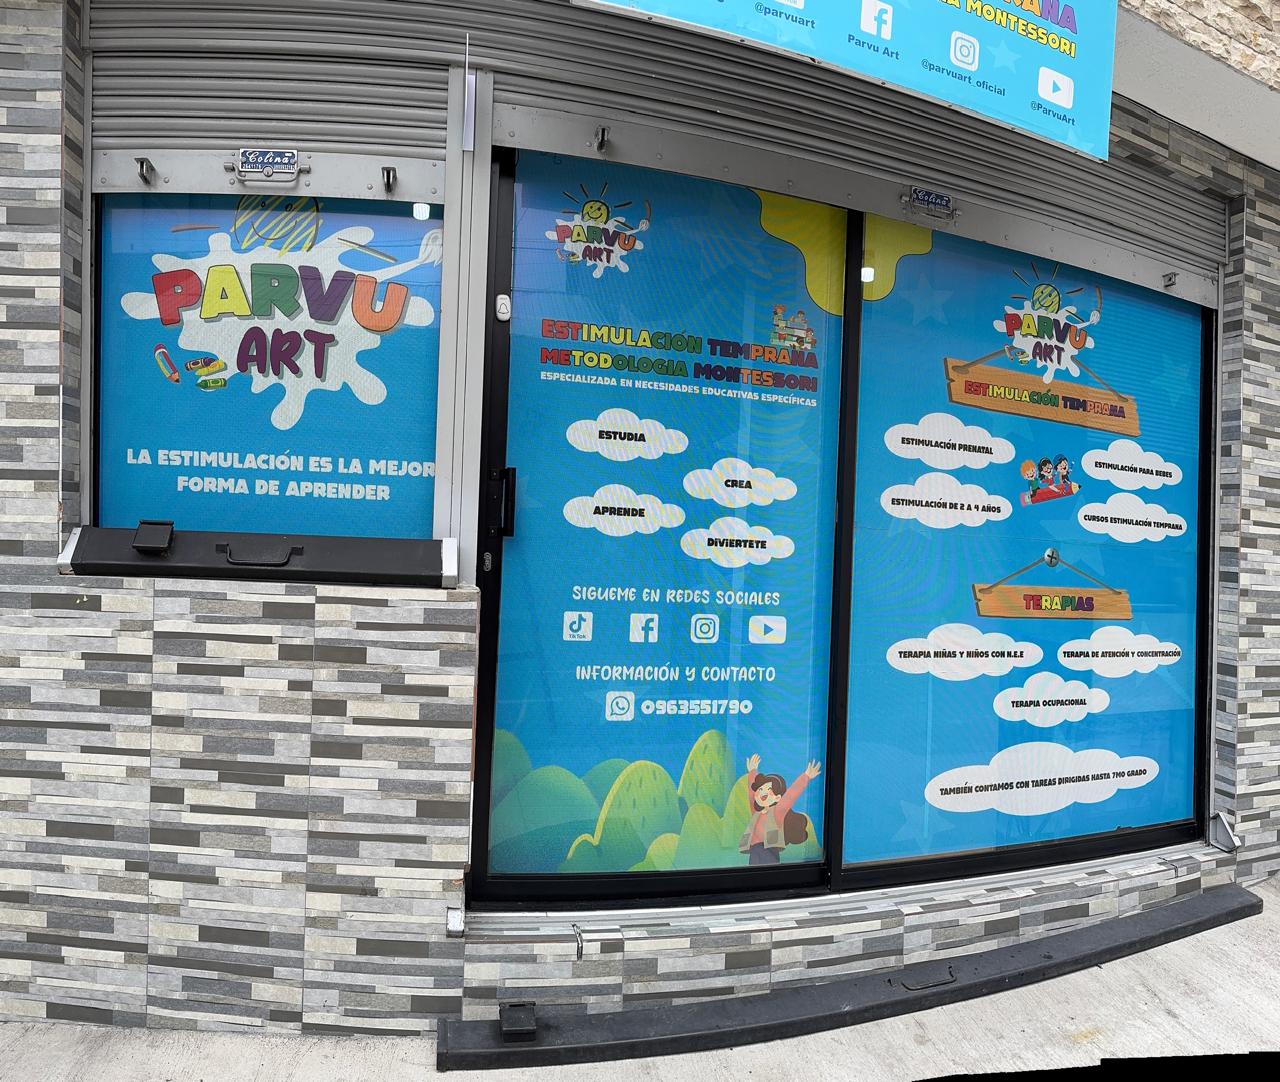 @parvuart
Parvu Art
@parvuart_oficial
@ParvuArt
MONTESSORI
Colina
Colina
PARVU
ART
LA ESTIMULACIÓN ES LA MEJOR
FORMA DE APRENDER
PARVU
ART
ESTIMULACIÓN TEMPRANA
METODOLOGIA MONTESSORI
ESPECIALIZADA EN NECESIDADES EDUCATIVAS ESPECÍFICAS
ESTUDIA
CREA
APRENDE
DIVIERTETE
SIGUEME EN REDES SOCIALES
TikTok
INFORMACIÓN Y CONTACTO
0963551790
PARVU
ART
ESTIMULACIÓN TEMPRANA
ESTIMULACIÓN PRENATAL
ESTIMULACIÓN PARA BEBES
ESTIMULACIÓN DE 2 A 4 AÑOS
CURSOS ESTIMULACIÓN TEMPRANA
TERAPIAS
TERAPIA NIÑAS Y NIÑOS CON N.E.E
TERAPIA DE ATENCIÓN Y CONCENTRACIÓN
TERAPIA OCUPACIONAL
TAMBIÉN CONTAMOS CON TAREAS DIRIGIDAS HASTA 7MO GRADO